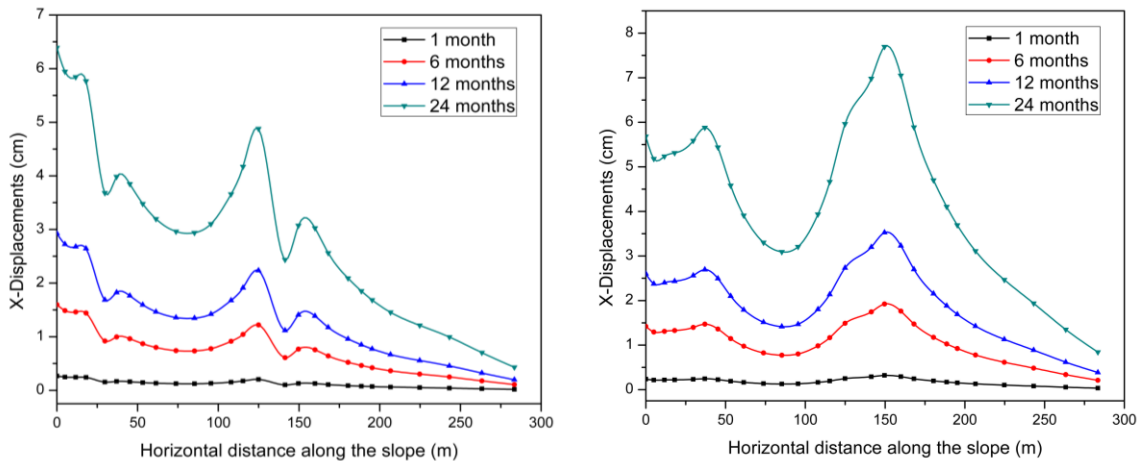 7
6
5
4
3
2
1
0
X-Displacements (cm)
1 month
6 months
12 months
24 months
0 50 100 150 200 250 300
Horizontal distance along the slope (m)
8
7
6
5
4
3
2
1
0
X-Displacements (cm)
1 month
6 months
12 months
24 months
0 50 100 150 200 250 300
Horizontal distance along the slope (m)